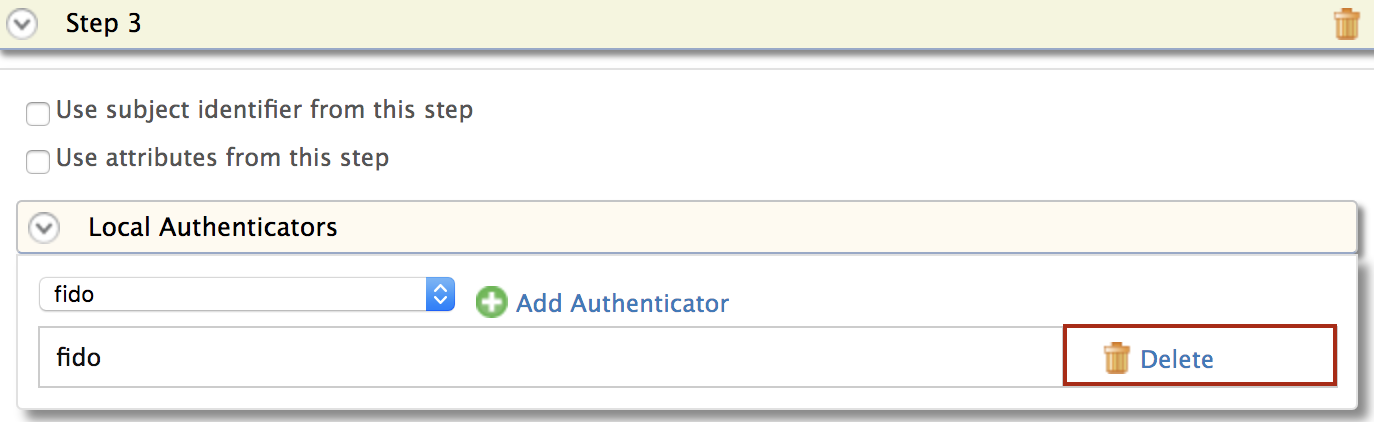 Step 3
Use subject identifier from this step
Use attributes from this step
Local Authenticators
fido
Add Authenticator
fido
Delete